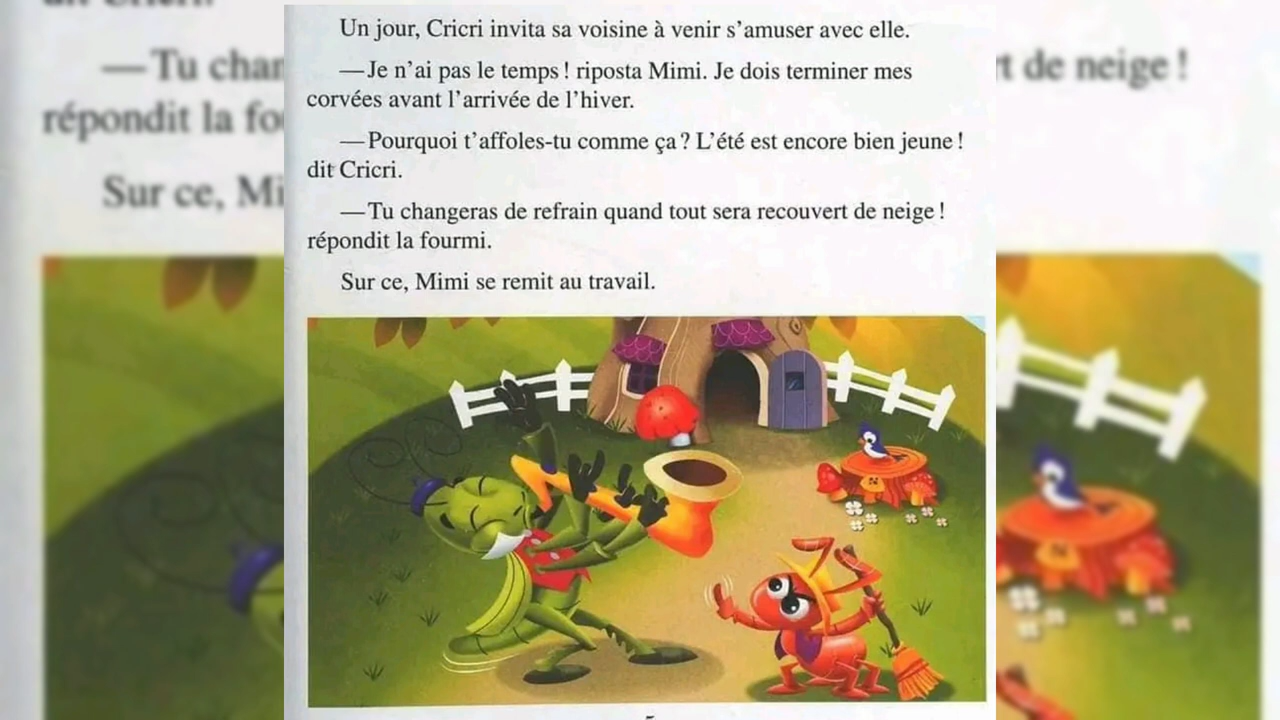 Un jour, Cricri invita sa voisine à venir s'amuser avec elle.
—Je n'ai pas le temps ! riposta Mimi. Je dois terminer mes
corvées avant l'arrivée de l'hiver.
—Pourquoi t'affoles-tu comme ça ? L'été est encore bien jeune !
dit Cricri.
—Tu changeras de refrain quand tout sera recouvert de neige !
répondit la fourmi.
Sur ce, Mimi se remit au travail.